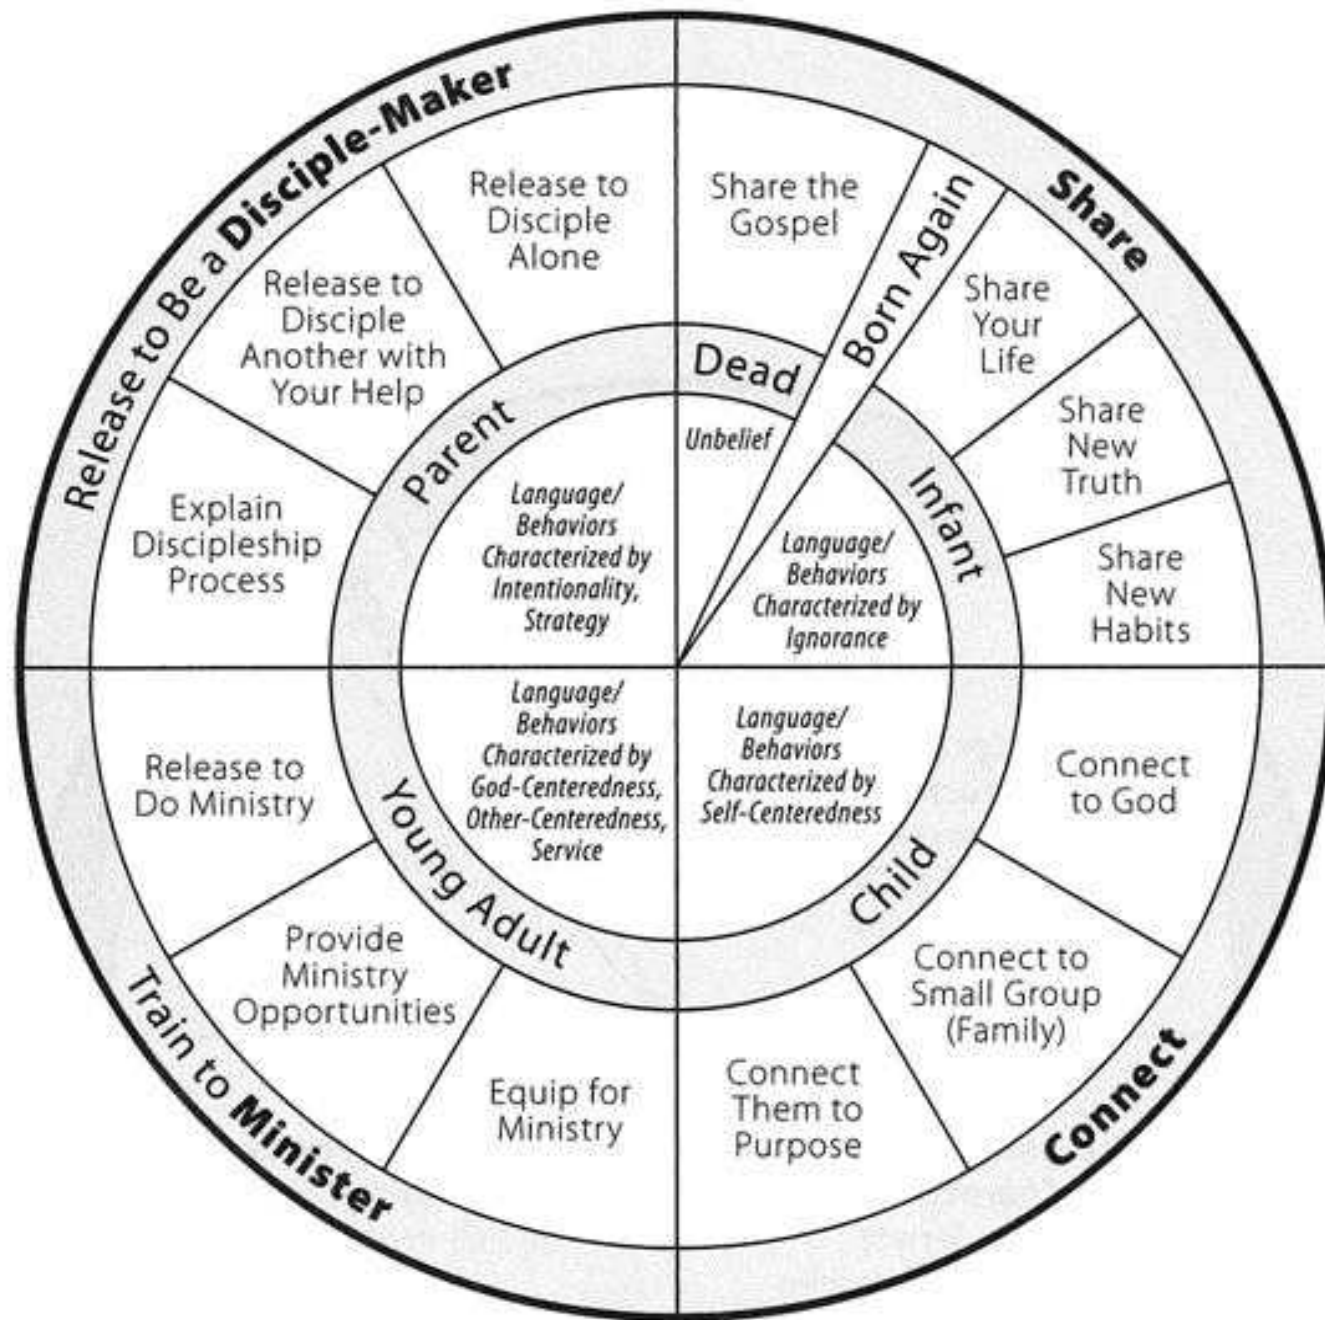 Release to Be a Disciple-Maker
Share
Connect
Train to Minister
Share the
Gospel
Born Again
Share
Your
Life
Share
New
Truth
Share
New
Habits
Connect
to God
Connect to
Small Group
(Family)
Connect
Them to
Purpose
Equip for
Ministry
Provide
Ministry
Opportunities
Release to
Do Ministry
Explain
Discipleship
Process
Release to
Disciple
Another with
Your Help
Release to
Disciple
Alone
Dead
Infant
Child
Young Adult
Parent
Unbelief
Language/
Behaviors
Characterized by
Ignorance
Language/
Behaviors
Characterized by
Self-Centeredness
Language/
Behaviors
Characterized by
God-Centeredness,
Other-Centeredness,
Service
Language/
Behaviors
Characterized by
Intentionality,
Strategy